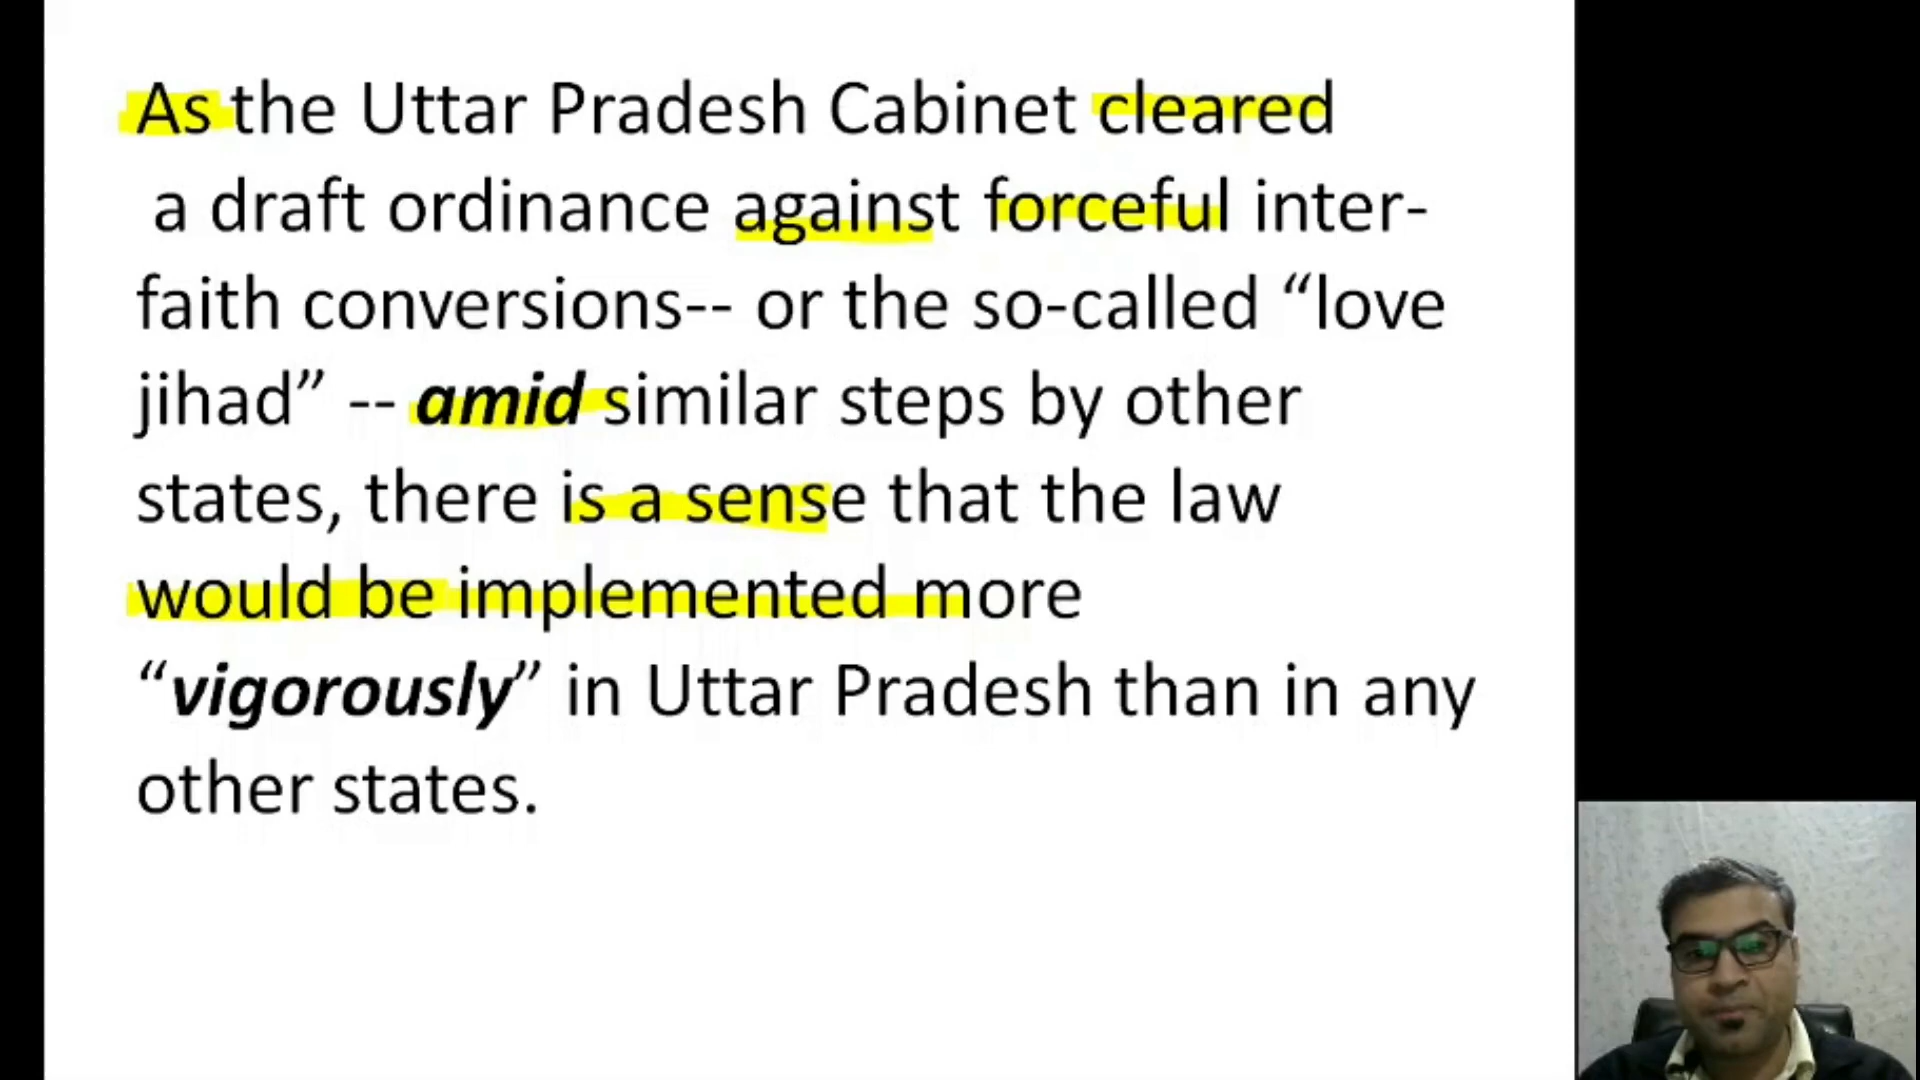 As the Uttar Pradesh Cabinet cleared
a draft ordinance against forceful inter-
faith conversions-- or the so-called “love
jihad” -- amid similar steps by other
states, there is a sense that the law
would be implemented more
“vigorously” in Uttar Pradesh than in any
other states.